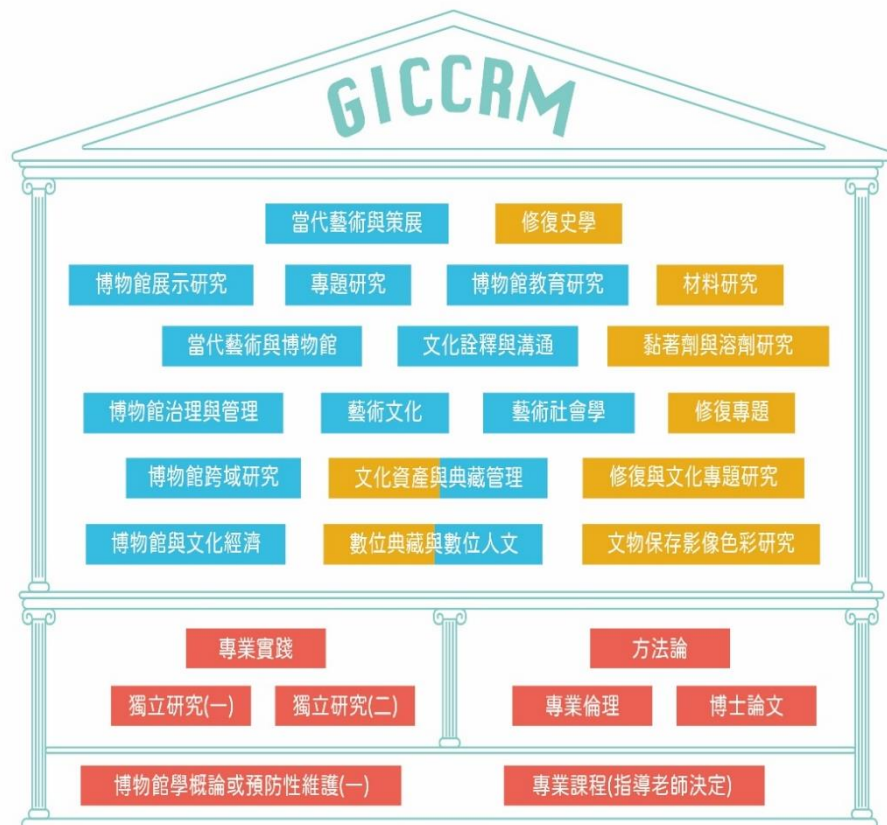 GICCRM
當代藝術與策展 修復史學
博物館展示研究 專題研究 博物館教育研究 材料研究
當代藝術與博物館 文化詮釋與溝通 黏著劑與溶劑研究
博物館治理與管理 藝術文化 藝術社會學 修復專題
博物館跨域研究 文化資產與典藏管理 修復與文化專題研究
博物館與文化經濟 數位典藏與數位人文 文物保存影像色彩研究
專業實踐 方法論
獨立研究(一) 獨立研究(二) 專業倫理 博士論文
博物館學概論或預防性維護(一) 專業課程(指導老師決定)